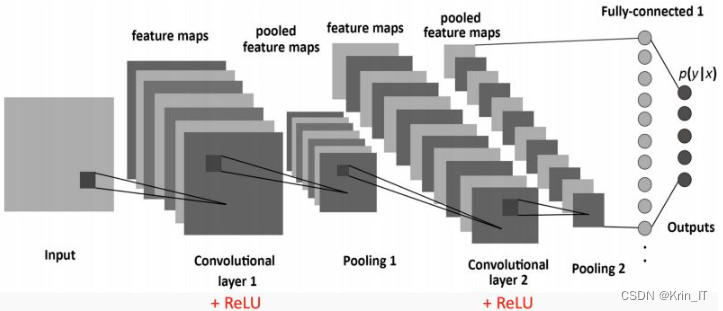 Fully-connected 1
feature maps
pooled
feature maps
feature maps
pooled
feature maps
p(y|x)
Input
Convolutional
layer 1
+ ReLU
Pooling 1
Convolutional
layer 2
+ ReLU
Pooling 2
Outputs
CSDN @Krin_IT